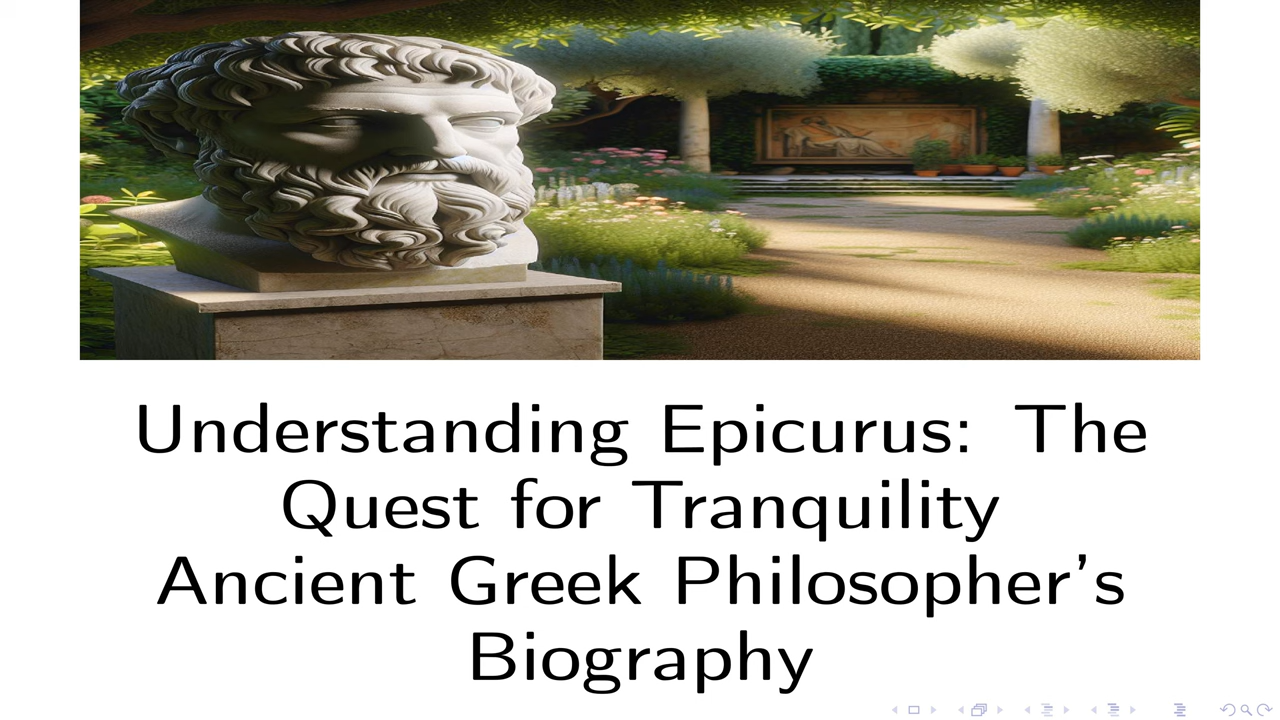 Understanding Epicurus: The
Quest for Tranquility
Ancient Greek Philosopher's
Biography